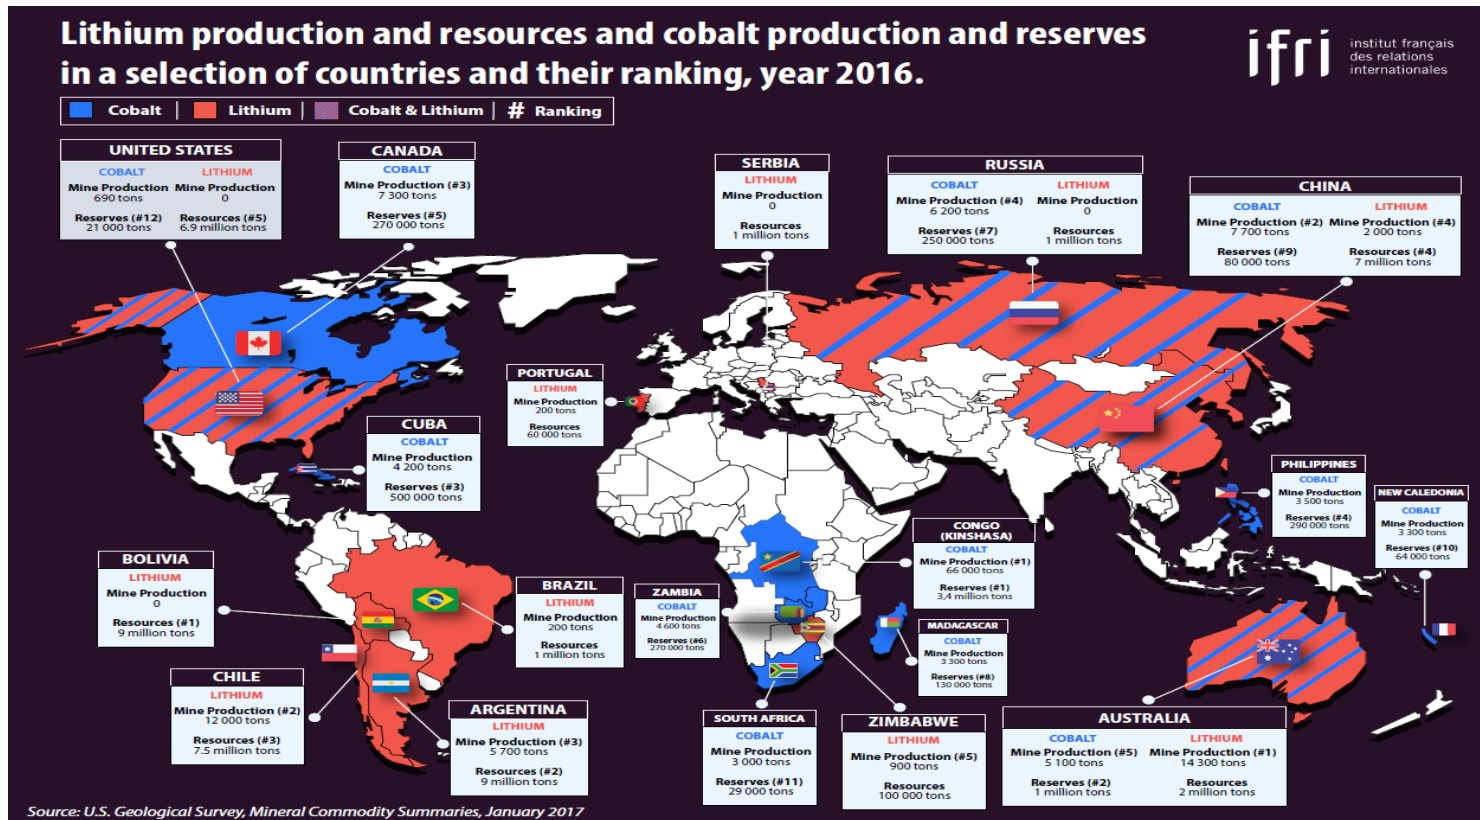 Lithium production and resources and cobalt production and reserves
in a selection of countries and their ranking, year 2016.
ifri
institut français
des relations
internationales
Cobalt | Lithium | Cobalt & Lithium | # Ranking
UNITED STATES
COBALT
Mine Production
690 tons
Reserves (#12)
21 000 tons
LITHIUM
Mine Production
0
Resources (#5)
6.9 million tons
CANADA
COBALT
Mine Production (#3)
7 300 tons
Reserves (#5)
270 000 tons
SERBIA
LITHIUM
Mine Production
0
Resources
1 million tons
RUSSIA
COBALT
Mine Production (#4)
6 200 tons
Reserves (#7)
250 000 tons
LITHIUM
Mine Production
0
Resources
1 million tons
CHINA
COBALT
Mine Production (#2)
7 700 tons
Reserves (#9)
80 000 tons
LITHIUM
Mine Production (#4)
2 000 tons
Resources (#4)
7 million tons
PORTUGAL
LITHIUM
Mine Production
200 tons
Resources
60 000 tons
CUBA
COBALT
Mine Production
4 200 tons
Reserves (#3)
500 000 tons
PHILIPPINES
COBALT
Mine Production
3 500 tons
Reserves (#4)
290 000 tons
NEW CALEDONIA
COBALT
Mine Production
3 300 tons
Reserves (#10)
64 000 tons
CONGO
(KINSHASA)
COBALT
Mine Production (#1)
66 000 tons
Reserves (#1)
3,4 million tons
BOLIVIA
LITHIUM
Mine Production
0
Resources (#1)
9 million tons
BRAZIL
LITHIUM
Mine Production
200 tons
Resources
1 million tons
ZAMBIA
COBALT
Mine Production
4 600 tons
Reserves (#6)
270 000 tons
MADAGASCAR
COBALT
Mine Production
3 300 tons
Reserves (#8)
130 000 tons
CHILE
LITHIUM
Mine Production (#2)
12 000 tons
Resources (#3)
7.5 million tons
ARGENTINA
LITHIUM
Mine Production (#3)
5 700 tons
Resources (#2)
9 million tons
SOUTH AFRICA
COBALT
Mine Production
3 000 tons
Reserves (#11)
29 000 tons
ZIMBABWE
LITHIUM
Mine Production (#5)
900 tons
Resources
100 000 tons
AUSTRALIA
COBALT
Mine Production (#5)
5 100 tons
Reserves (#2)
1 million tons
LITHIUM
Mine Production (#1)
14 300 tons
Resources
2 million tons
Source: U.S. Geological Survey, Mineral Commodity Summaries, January 2017